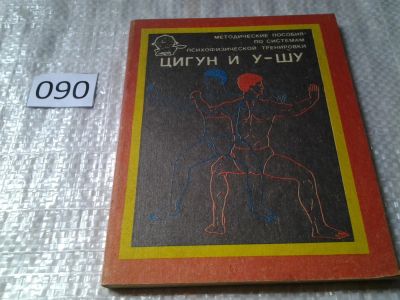 090
МЕТОДИЧЕСКИЕ ПОСОБИЯ
ПО СИСТЕМАМ
ПСИХОФИЗИЧЕСКОЙ ТРЕНИРОВКИ
ЦИГУН И У-ШУ